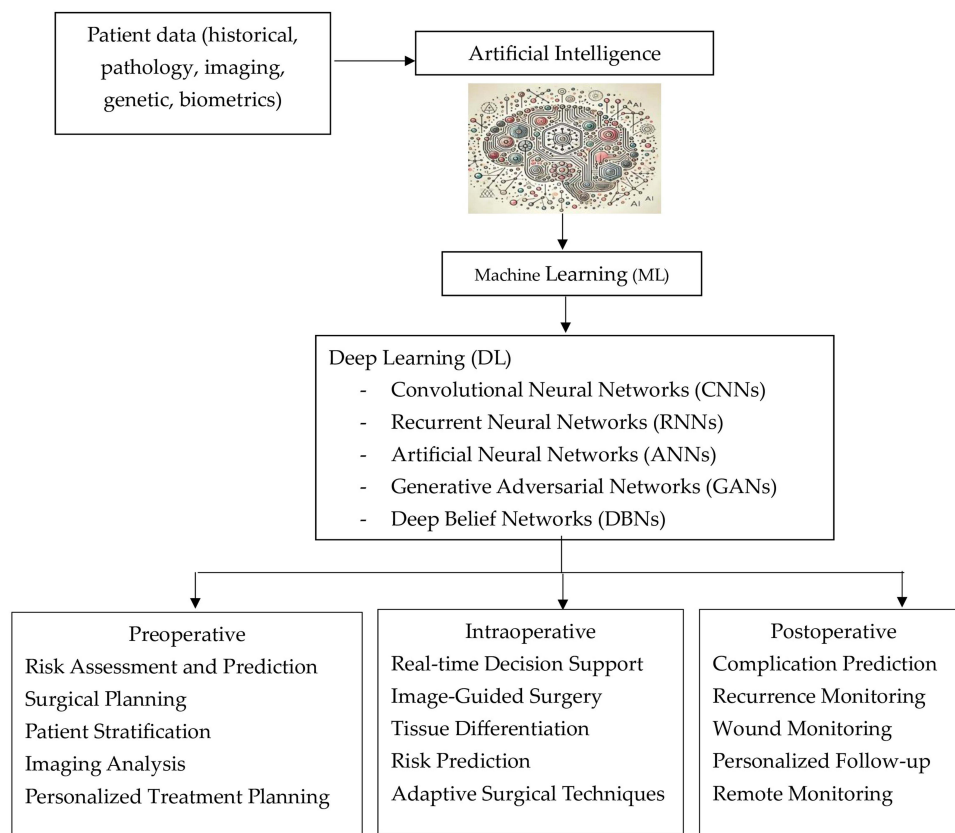 Patient data (historical,
pathology, imaging,
genetic, biometrics)
Artificial Intelligence
AI
AI
AI
Machine Learning (ML)
Deep Learning (DL)
- Convolutional Neural Networks (CNNs)
- Recurrent Neural Networks (RNNs)
- Artificial Neural Networks (ANNs)
- Generative Adversarial Networks (GANs)
- Deep Belief Networks (DBNs)
Preoperative
Risk Assessment and Prediction
Surgical Planning
Patient Stratification
Imaging Analysis
Personalized Treatment Planning
Intraoperative
Real-time Decision Support
Image-Guided Surgery
Tissue Differentiation
Risk Prediction
Adaptive Surgical Techniques
Postoperative
Complication Prediction
Recurrence Monitoring
Wound Monitoring
Personalized Follow-up
Remote Monitoring